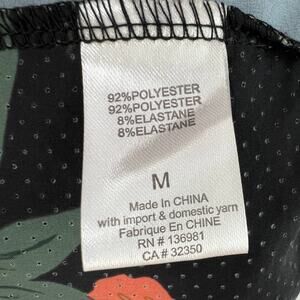 92%POLYESTER
92%POLYESTER
8%ELASTANE
8%ELASTANE
M
Made In CHINA
with import & domestic yarn
Fabrique En CHINE
RN # 136981
CA# 32350